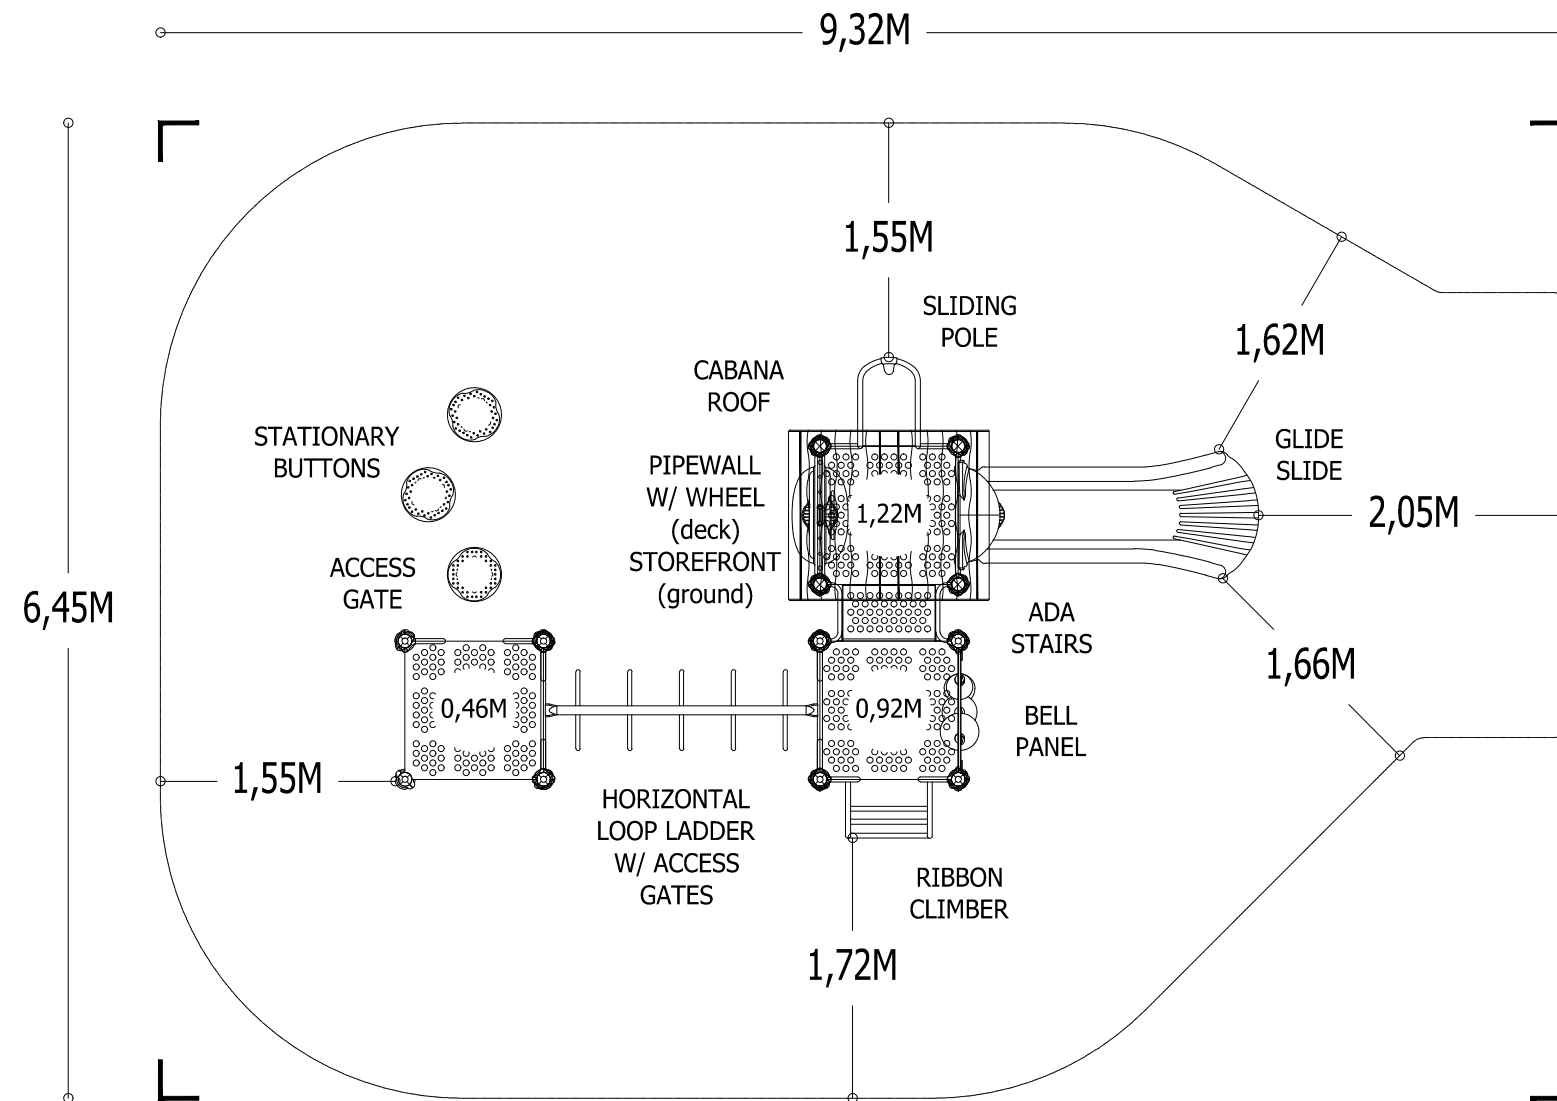 9,32M
1,55M
SLIDING
POLE
1,62M
CABANA
ROOF
STATIONARY
BUTTONS
GLIDE
SLIDE
PIPEWALL
W/ WHEEL
(deck)
STOREFRONT
(ground)
1,22M
2,05M
ACCESS
GATE
6,45M
ADA
STAIRS
1,66M
0,46M
0,92M
BELL
PANEL
1,55M
HORIZONTAL
LOOP LADDER
W/ ACCESS
GATES
RIBBON
CLIMBER
1,72M